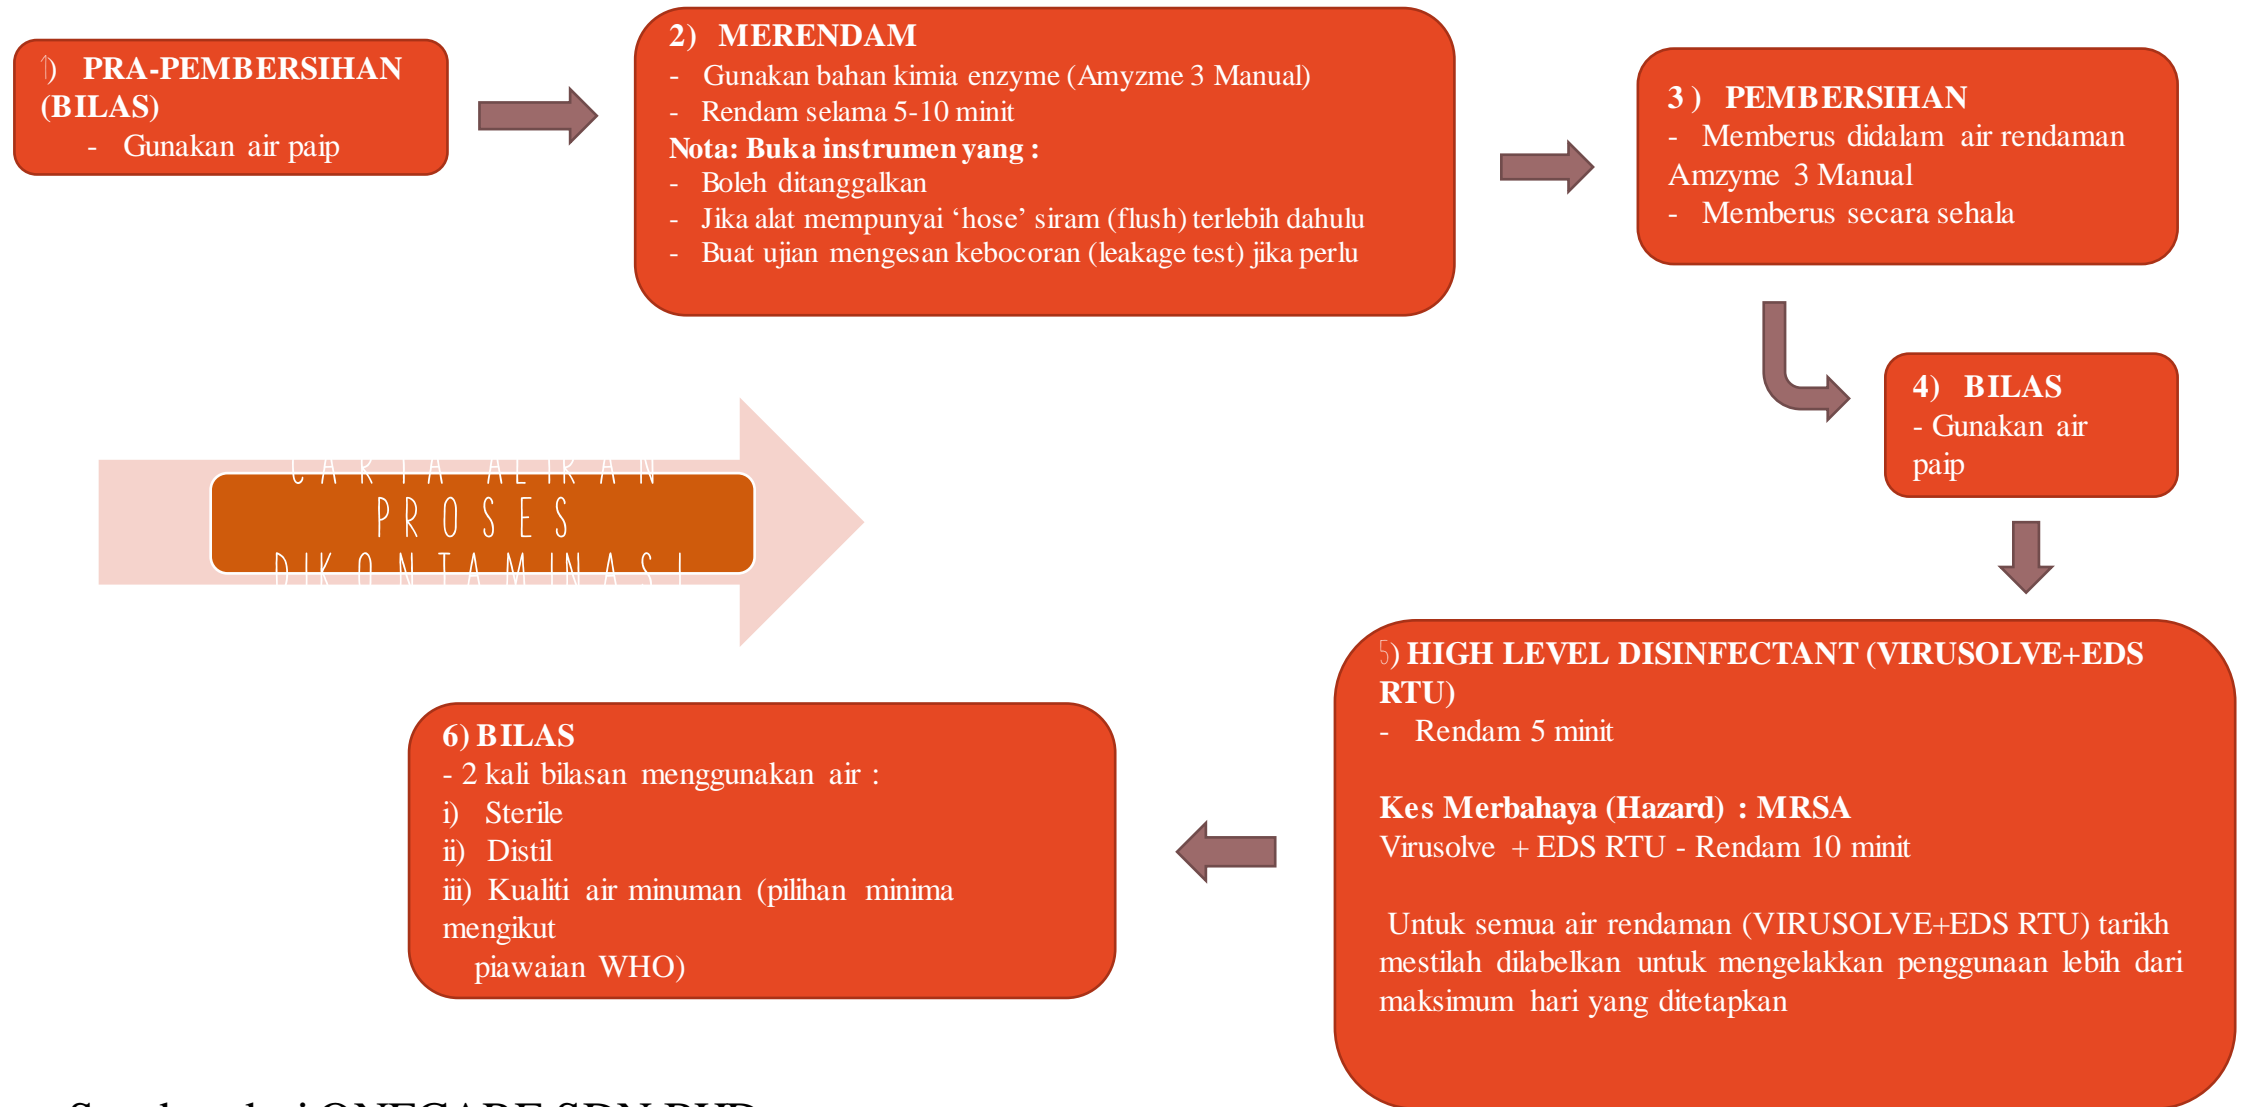 1) PRA-PEMBERSIHAN
(BILAS)
- Gunakan air paip
2) MERENDAM
- Gunakan bahan kimia enzyme (Amyzme 3 Manual)
- Rendam selama 5-10 minit
Nota: Buka instrumen yang :
- Boleh ditanggalkan
- Jika alat mempunyai ‘hose’ siram (flush) terlebih dahulu
- Buat ujian mengesan kebocoran (leakage test) jika perlu
3 ) PEMBERSIHAN
- Memberus didalam air rendaman
Amzyme 3 Manual
- Memberus secara sehala
4) BILAS
- Gunakan air
paip
CARTA ALIRAN
PROSES
DIKONTAMINASI
5) HIGH LEVEL DISINFECTANT (VIRUSOLVE+EDS
RTU)
- Rendam 5 minit
Kes Merbahaya (Hazard) : MRSA
Virusolve + EDS RTU - Rendam 10 minit
Untuk semua air rendaman (VIRUSOLVE+EDS RTU) tarikh
mestilah dilabelkan untuk mengelakkan penggunaan lebih dari
maksimum hari yang ditetapkan
6) BILAS
- 2 kali bilasan menggunakan air :
i) Sterile
ii) Distil
iii) Kualiti air minuman (pilihan minima
mengikut
piawaian WHO)
dari ONECARE SDN BHD